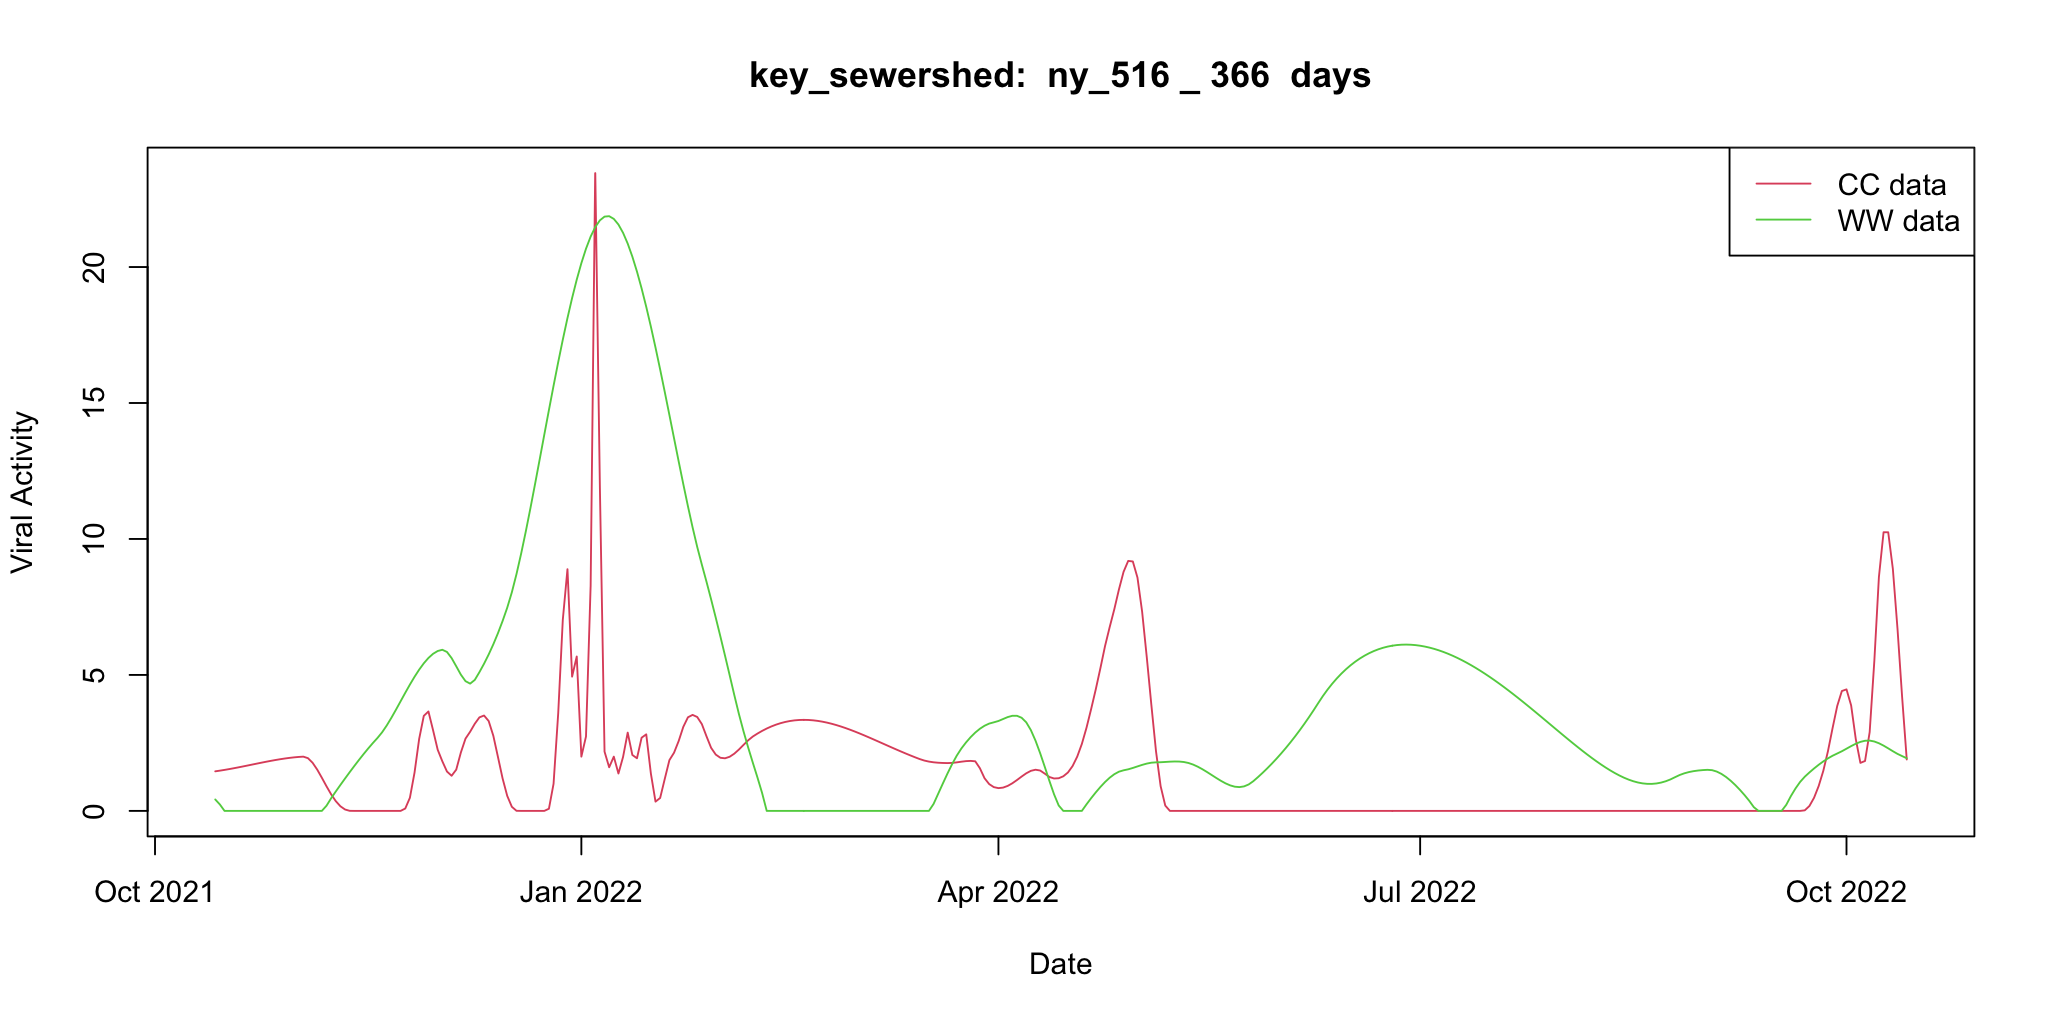 key_sewershed: ny_516 _ 366 days
CC data
WW data
Viral Activity
20
15
10
5
0
Oct 2021
Jan 2022
Apr 2022
Jul 2022
Oct 2022
Date